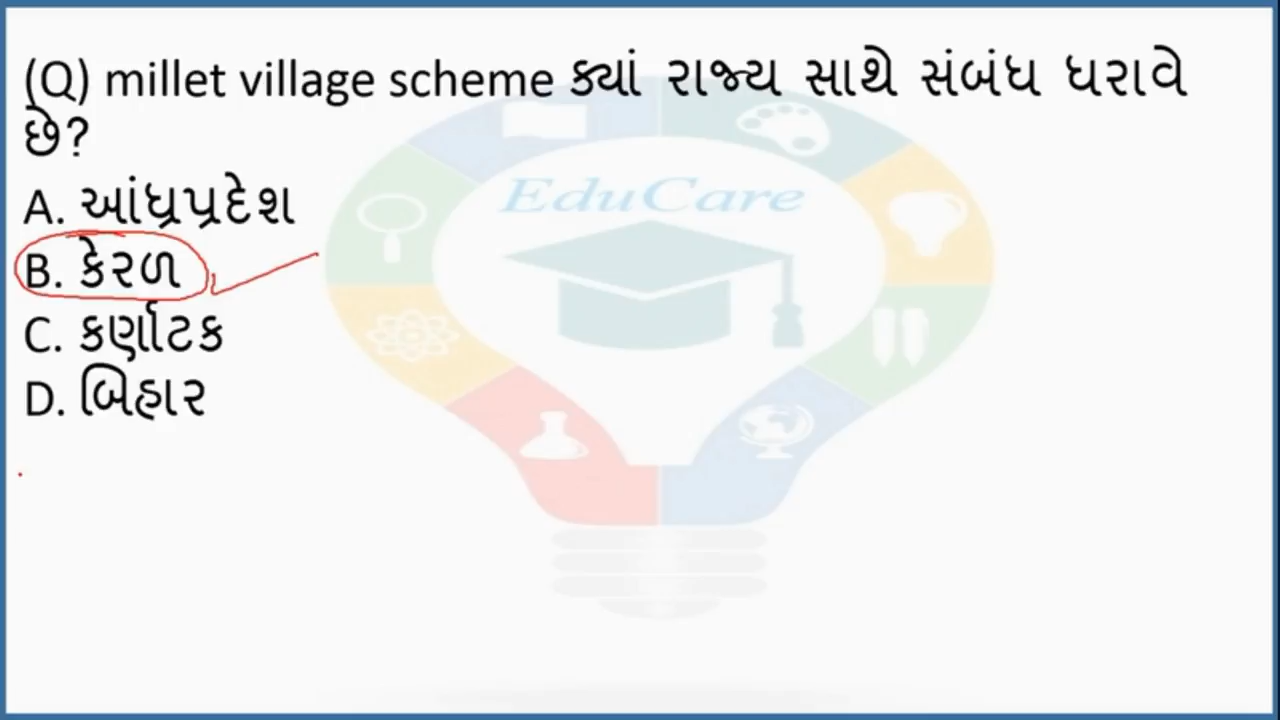 (Q) millet village scheme ક્યાં રાજ્ય સાથે સંબંધ ધરાવે
છે?
A. આંધ્રપ્રદેશ
B. કેરળ
C. કર્ણાટક
D. બિહાર
EduCare